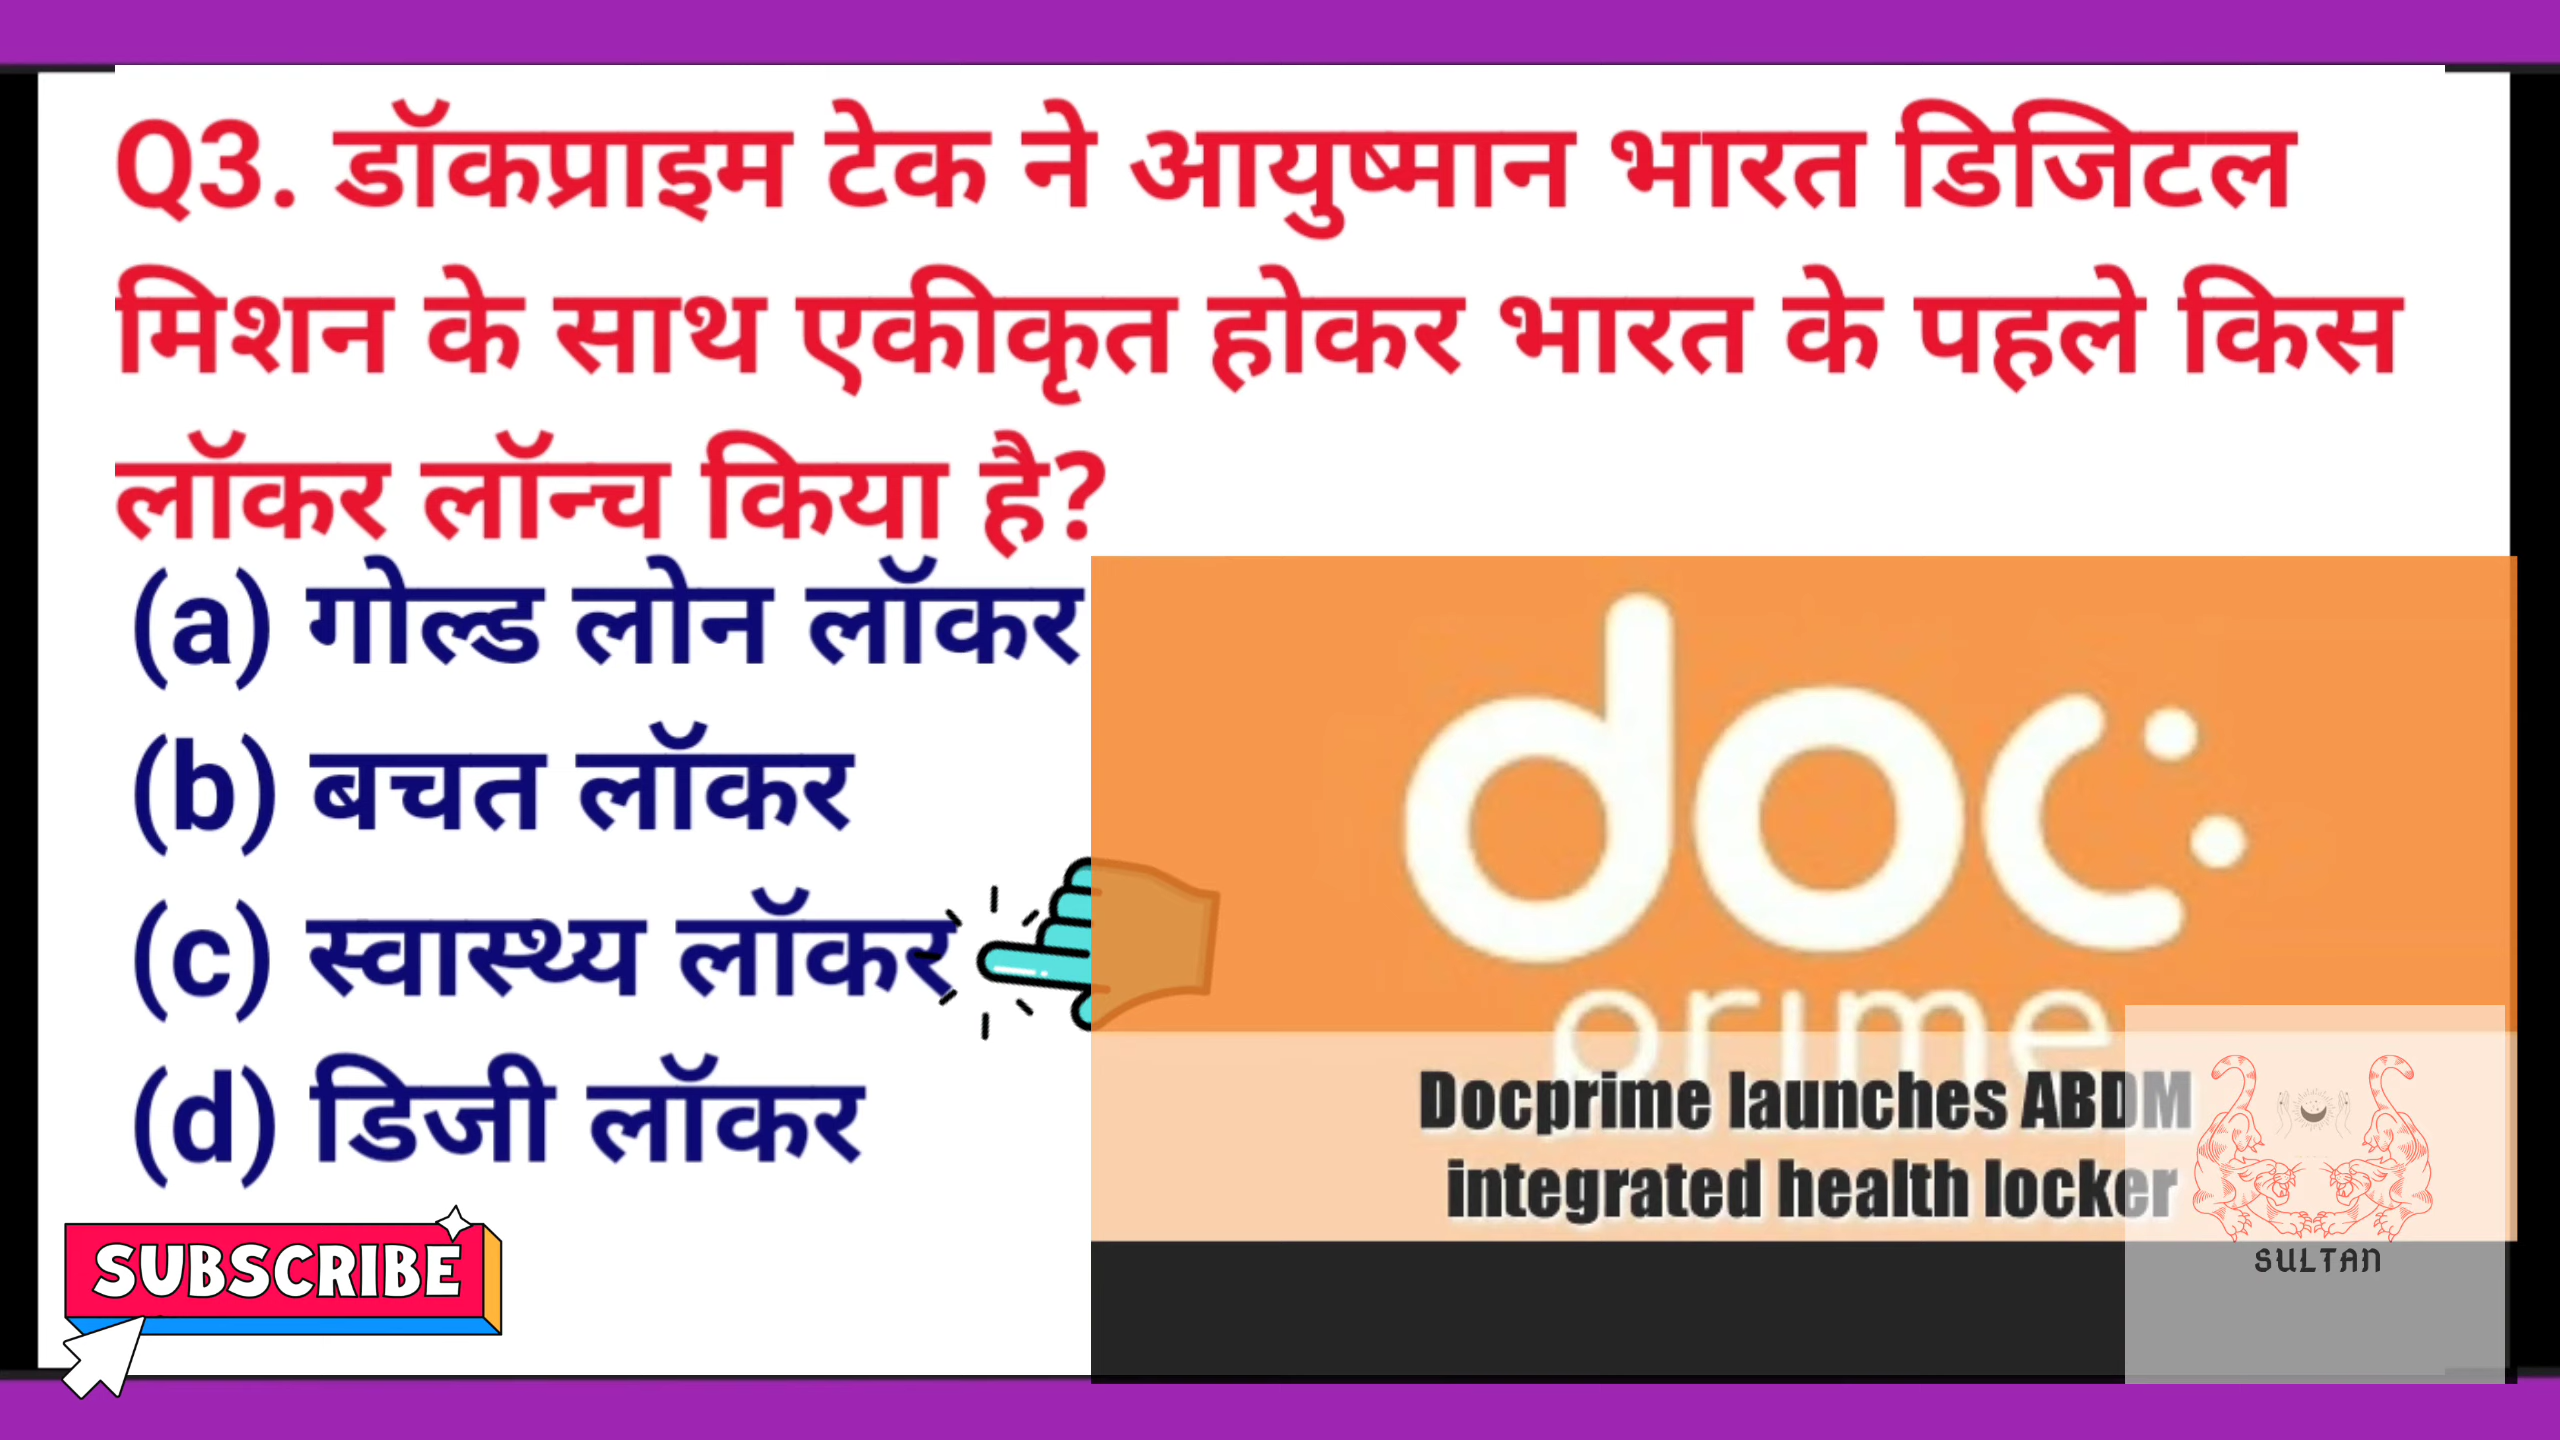 Q3. डॉकप्राइम टेक ने आयुष्मान भारत डिजिटल
मिशन के साथ एकीकृत होकर भारत के पहले किस
लॉकर लॉन्च किया है?
(a) गोल्ड लोन लॉकर
(b) बचत लॉकर
(c) स्वास्थ्य लॉकर
(d) डिजी लॉकर
doc
prime
Docprime launches ABDM
integrated health locker
SULTAN
SUBSCRIBE